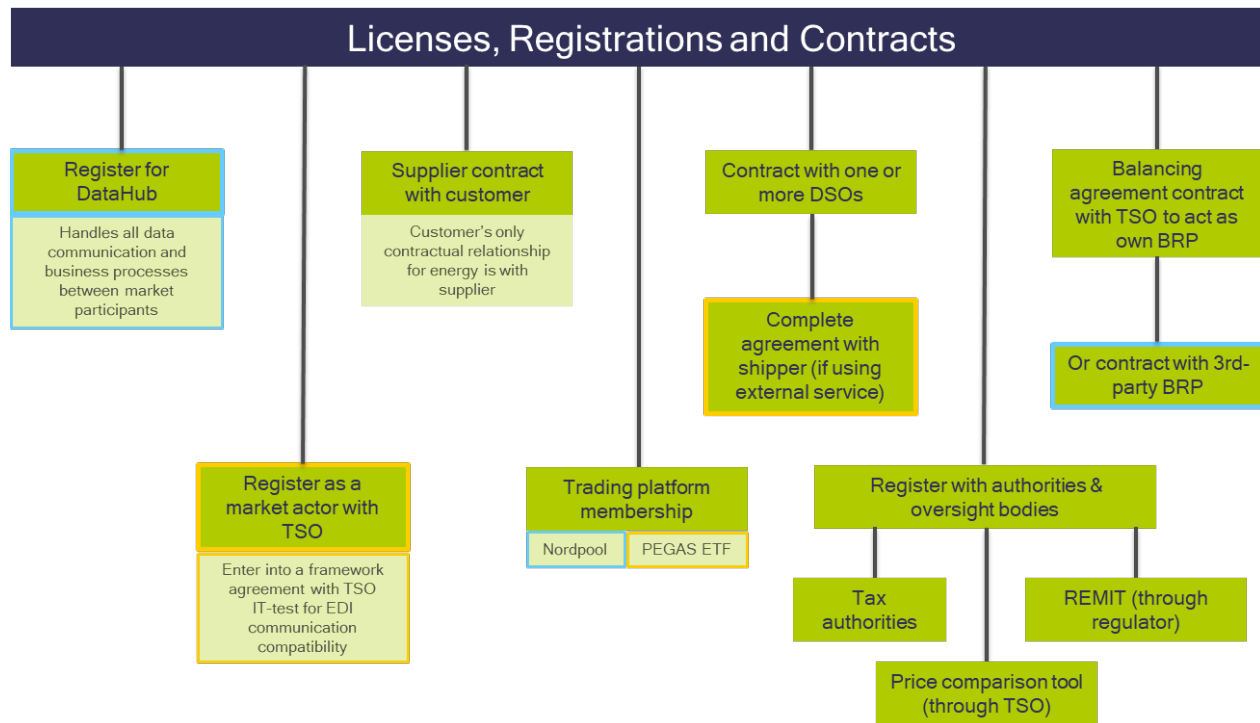 Licenses, Registrations and Contracts
Register for
DataHub
Handles all data
communication and
business processes
between market
participants
Supplier contract
with customer
Customer's only
contractual relationship
for energy is with
supplier
Contract with one or
more DSOs
Complete
agreement with
shipper (if using
external service)
Balancing
agreement contract
with TSO to act as
own BRP
Or contract with 3rd-
party BRP
Register as a
market actor with
TSO
Enter into a framework
agreement with TSO
IT-test for EDI
communication
compatibility
Trading platform
membership
Nordpool
PEGAS ETF
Register with authorities &
oversight bodies
Tax
authorities
REMIT (through
regulator)
Price comparison tool
(through TSO)